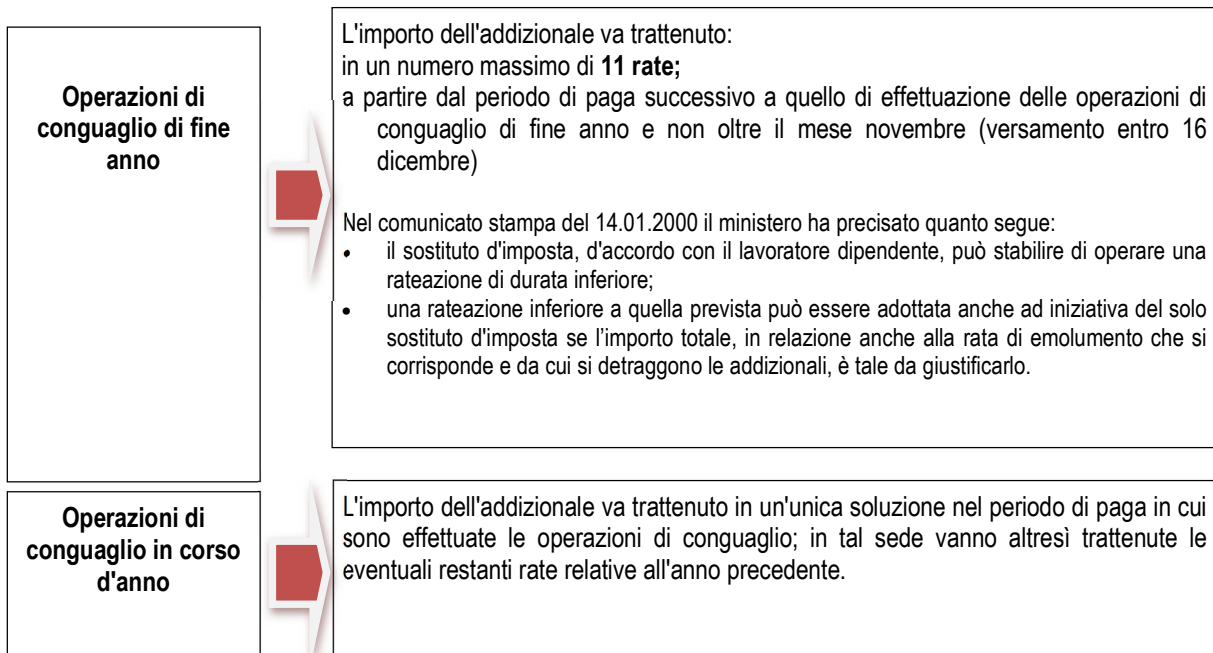 Operazioni di
conguaglio di fine
anno
L'importo dell'addizionale va trattenuto:
in un numero massimo di 11 rate;
a partire dal periodo di paga successivo a quello di effettuazione delle operazioni di
conguaglio di fine anno e non oltre il mese novembre (versamento entro 16
dicembre)
Nel comunicato stampa del 14.01.2000 il ministero ha precisato quanto segue:
• il sostituto d'imposta, d'accordo con il lavoratore dipendente, può stabilire di operare una
rateazione di durata inferiore;
• una rateazione inferiore a quella prevista può essere adottata anche ad iniziativa del solo
sostituto d'imposta se l'importo totale, in relazione anche alla rata di emolumento che si
corrisponde e da cui si detraggono le addizionali, è tale da giustificarlo.
Operazioni di
conguaglio in corso
d'anno
L'importo dell'addizionale va trattenuto in un'unica soluzione nel periodo di paga in cui
sono effettuate le operazioni di conguaglio; in tal sede vanno altresì trattenute le
eventuali restanti rate relative all'anno precedente.